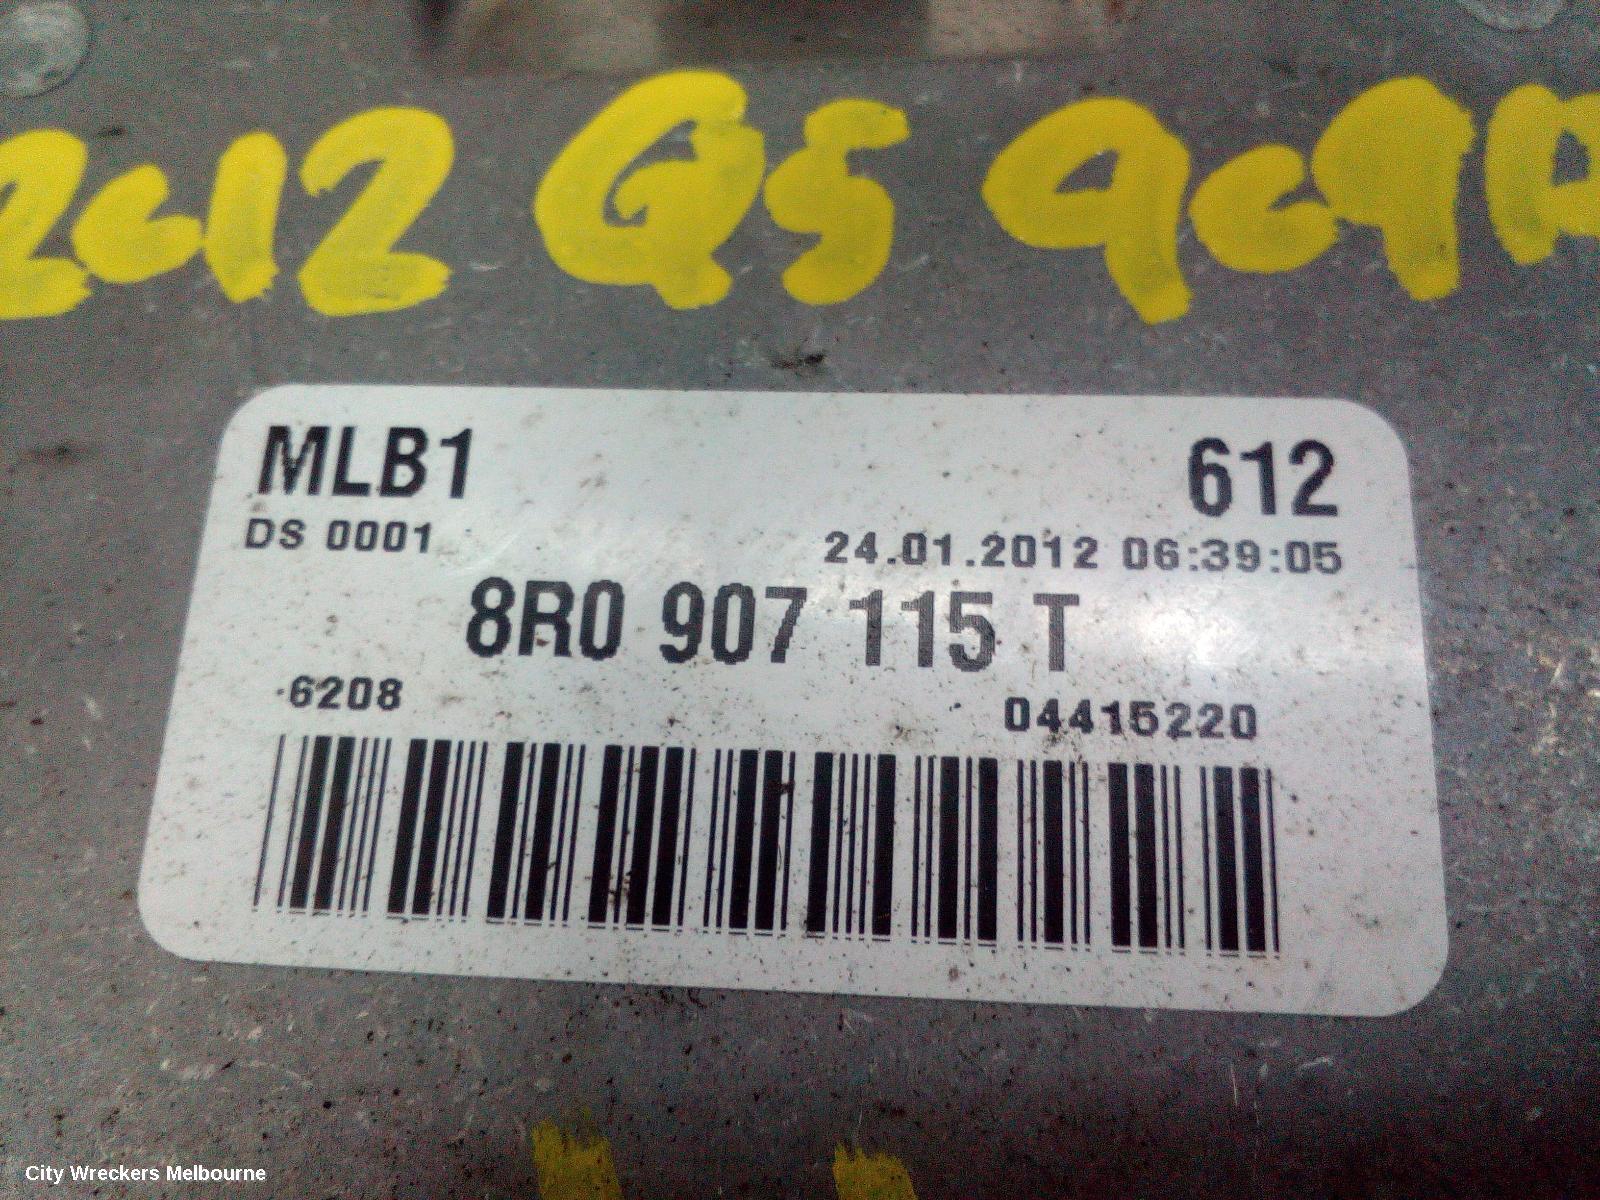 2012 Q5 9c9A
MLB1 612
DS 0001 24.01.2012 06:39:05
8R0 907 115 T
6208 04415220
City Wreckers Melbourne